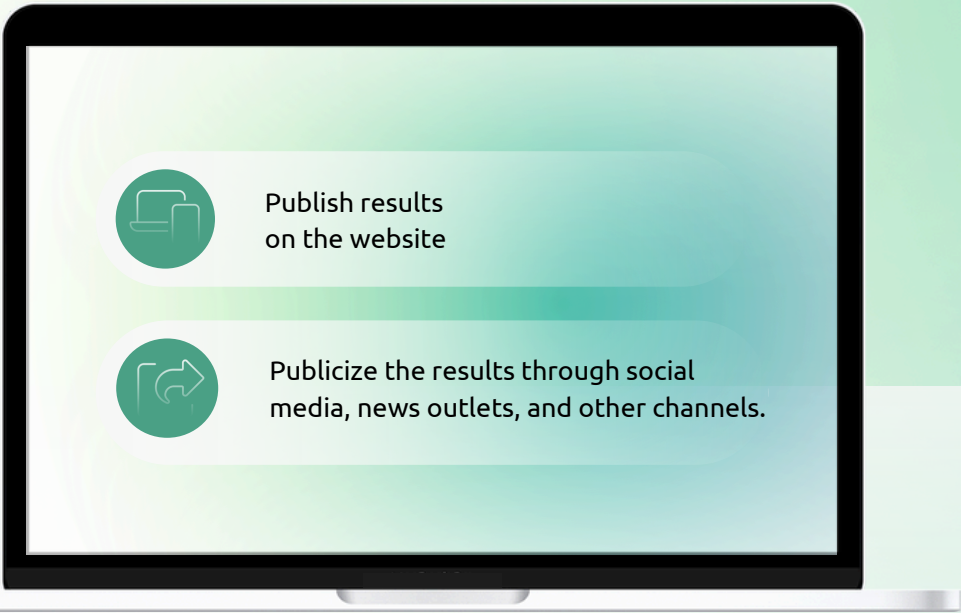 Publish results
on the website
Publicize the results through social
media, news outlets, and other channels.